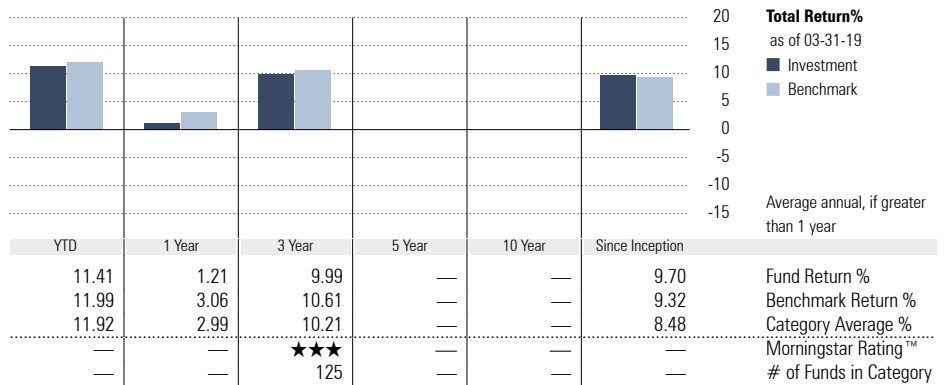 20
15
10
5
0
-5
-10
-15
Total Return%
as of 03-31-19
Investment
Benchmark
Average annual, if greater
than 1 year
YTD 1 Year 3 Year 5 Year 10 Year Since Inception
11.41 1.21 9.99 — — 9.70 Fund Return %
11.99 3.06 10.61 — — 9.32 Benchmark Return %
11.92 2.99 10.21 — — 8.48 Category Average %
— — ★★★ — — — Morningstar Rating™
— — 125 — — — # of Funds in Category